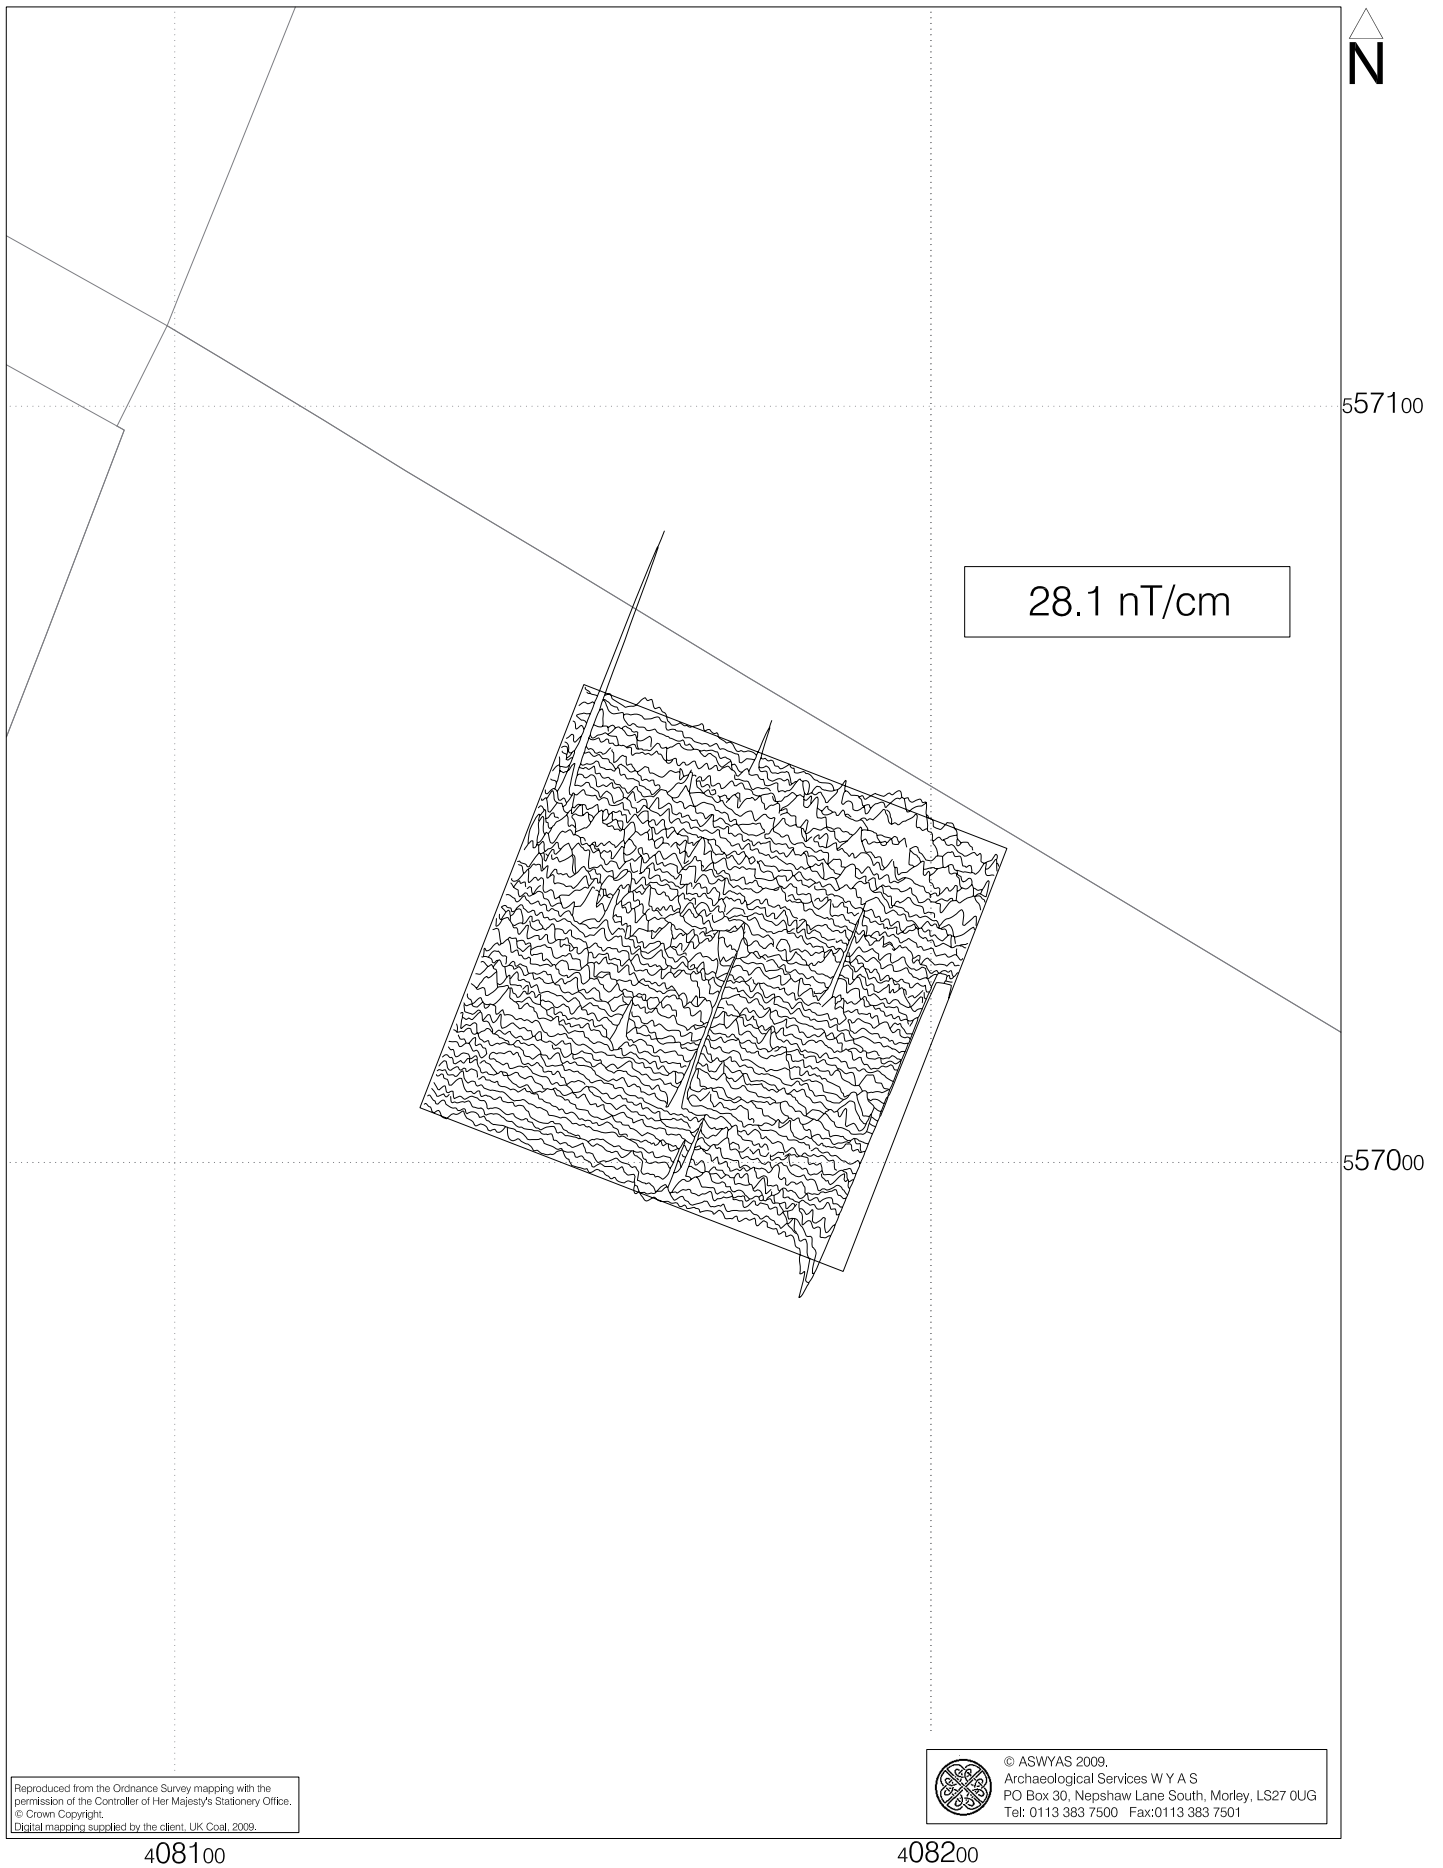 N
557100
28.1 nT/cm
557000
Reproduced from the Ordnance Survey mapping with the
permission of the Controller of Her Majesty's Stationery Office.
© Crown Copyright.
Digital mapping supplied by the client, UK Coal, 2009.
© ASWYAS 2009.
Archaeological Services W Y A S
PO Box 30, Nepshaw Lane South, Morley, LS27 0UG
Tel: 0113 383 7500 Fax:0113 383 7501
408100
408200